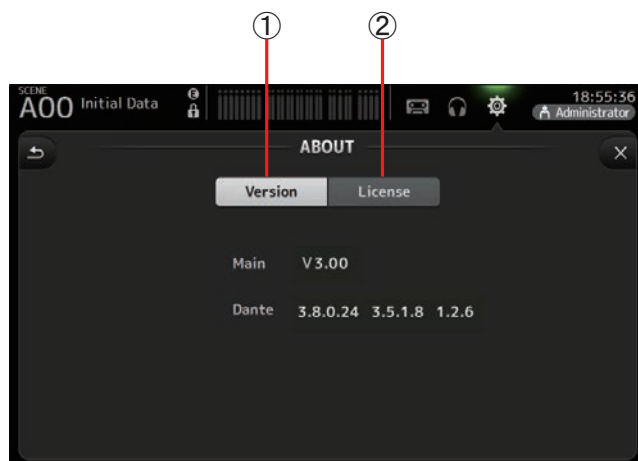 ① ②
SCENE
A00 Initial Data E 18:55:36
Administrator
ABOUT
Version License
Main V3.00
Dante 3.8.0.24 3.5.1.8 1.2.6